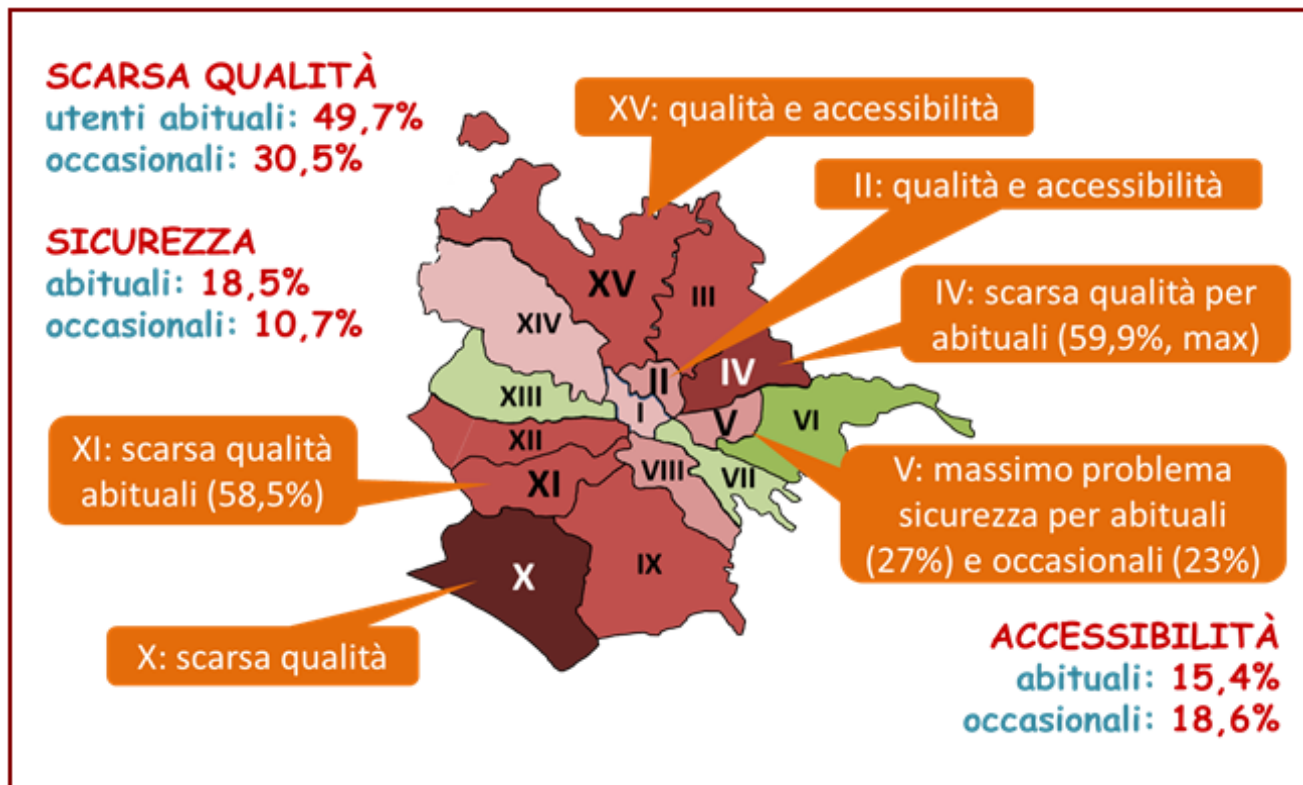 SCARSA QUALITÀ
utenti abituali: 49,7%
occasionali: 30,5%
SICUREZZA
abituali: 18,5%
occasionali: 10,7%
XV: qualità e accessibilità
II: qualità e accessibilità
IV: scarsa qualità per
abituali (59,9%, max)
XV
III
XIV
II
IV
XIII
I
V
VI
XII
VIII
VII
XI
X
IX
XI: scarsa qualità
abituali (58,5%)
V: massimo problema
sicurezza per abituali
(27%) e occasionali (23%)
X: scarsa qualità
ACCESSIBILITÀ
abituali: 15,4%
occasionali: 18,6%